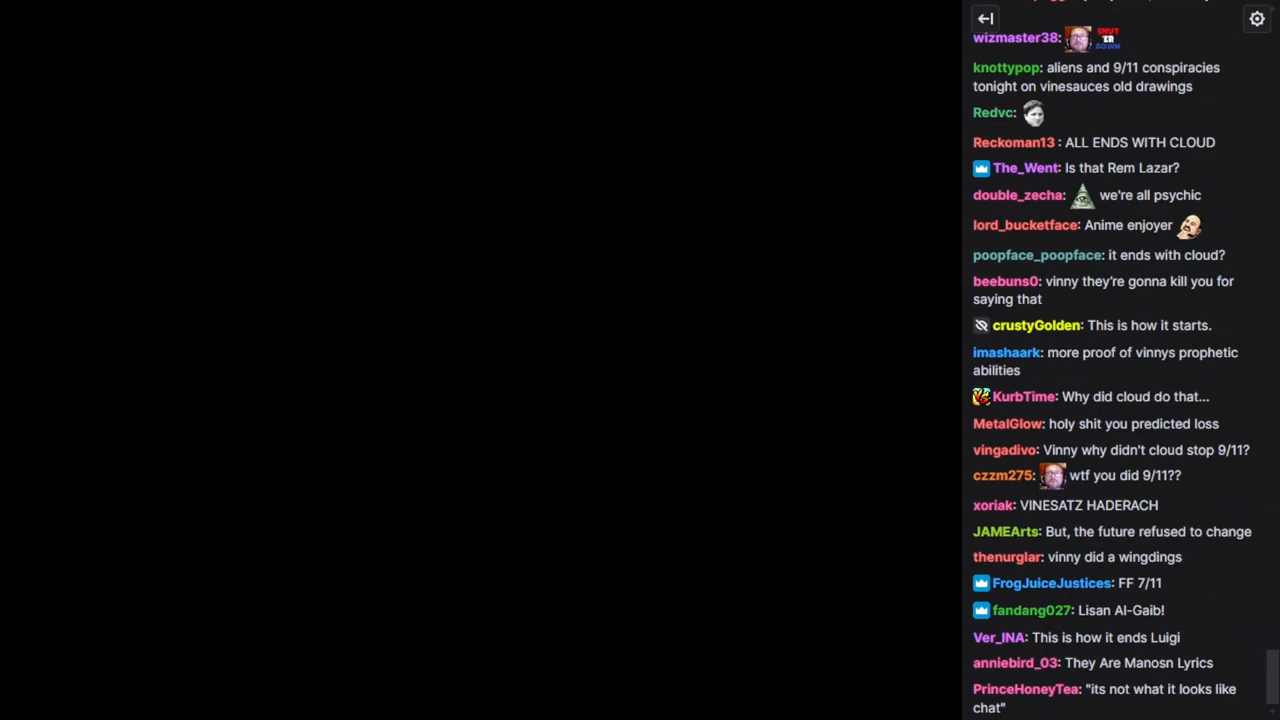 wizmaster38: SHUT 'ER DOWN
knottypop: aliens and 9/11 conspiracies
tonight on vinesauces old drawings
Redvc:
Reckoman13 : ALL ENDS WITH CLOUD
The_Went: Is that Rem Lazar?
double_zecha: we're all psychic
lord_bucketface: Anime enjoyer
poopface_poopface: it ends with cloud?
beebuns0: vinny they’re gonna kill you for
saying that
crustyGolden: This is how it starts.
imashaark: more proof of vinnys prophetic
abilities
KurbTime: Why did cloud do that...
MetalGlow: holy shit you predicted loss
vingadivo: Vinny why didn't cloud stop 9/11?
czzm275: wtf you did 9/11??
xoriak: VINESATZ HADERACH
JAMEArts: But, the future refused to change
thenurglar: vinny did a wingdings
FrogJuiceJustices: FF 7/11
fandang027: Lisan Al-Gaib!
Ver_INA: This is how it ends Luigi
anniebird_03: They Are Manosn Lyrics
PrinceHoneyTea: "its not what it looks like
chat"